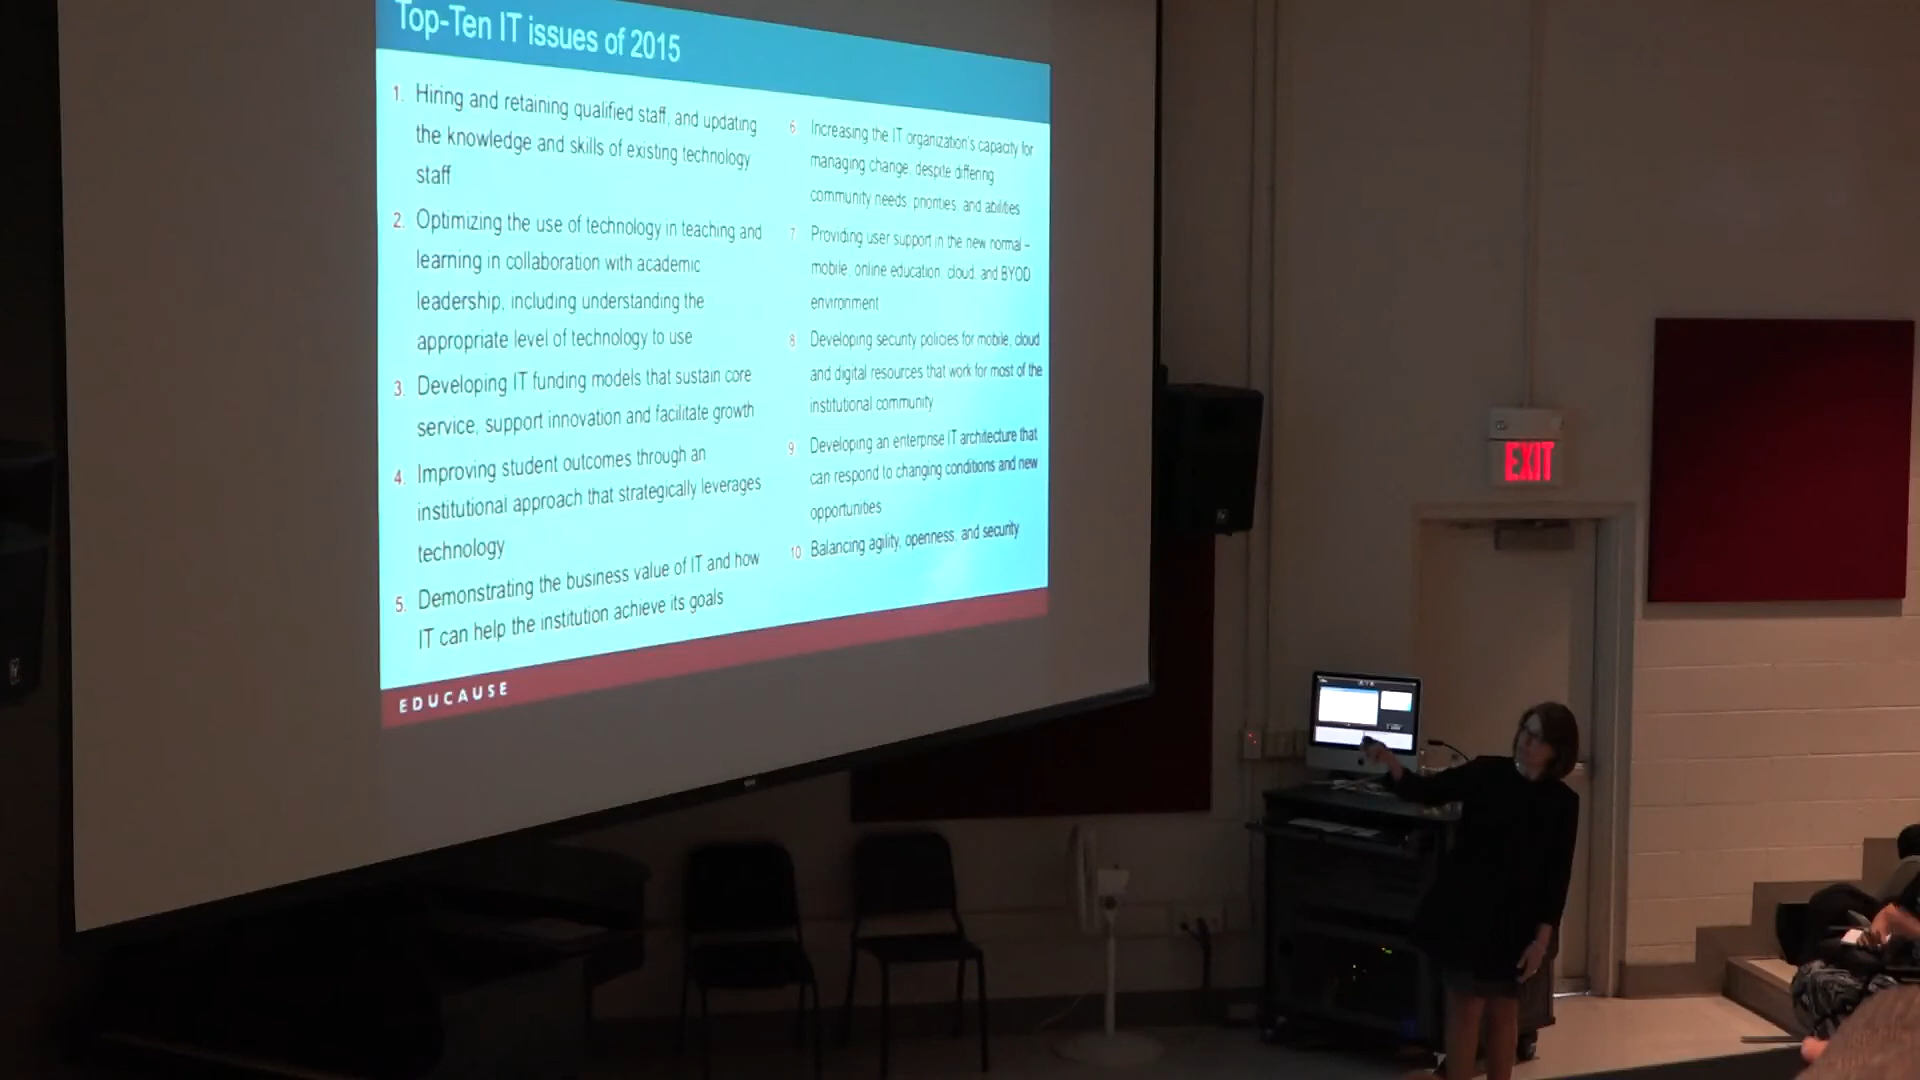 Top-Ten IT issues of 2015
1. Hiring and retaining qualified staff, and updating
the knowledge and skills of existing technology
staff
2. Optimizing the use of technology in teaching and
learning in collaboration with academic
leadership, including understanding the
appropriate level of technology to use
3. Developing IT funding models that sustain core
service, support innovation and facilitate growth
4. Improving student outcomes through an
institutional approach that strategically leverages
technology
5. Demonstrating the business value of IT and how
IT can help the institution achieve its goals
6 Increasing the IT organization's capacity for
managing change, despite differing
community needs, priorities, and abilities
7 Providing user support in the new normal –
mobile, online education, cloud, and BYOD
environment
8 Developing security policies for mobile, cloud
and digital resources that work for most of the
institutional community
9 Developing an enterprise IT architecture that
can respond to changing conditions and new
opportunities
10 Balancing agility, openness, and security
EDUCAUSE
EXIT